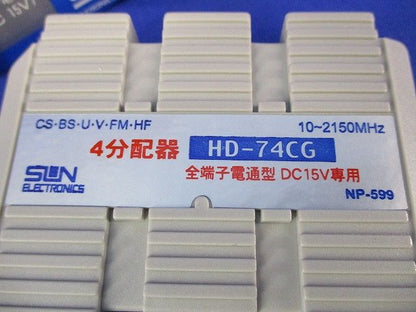 CS·BS·U·V·FM·HF 10~2150MHz
4分配器 HD-74CG
全端子電通型 DC15V専用
SUN
ELECTRONICS
NP-599